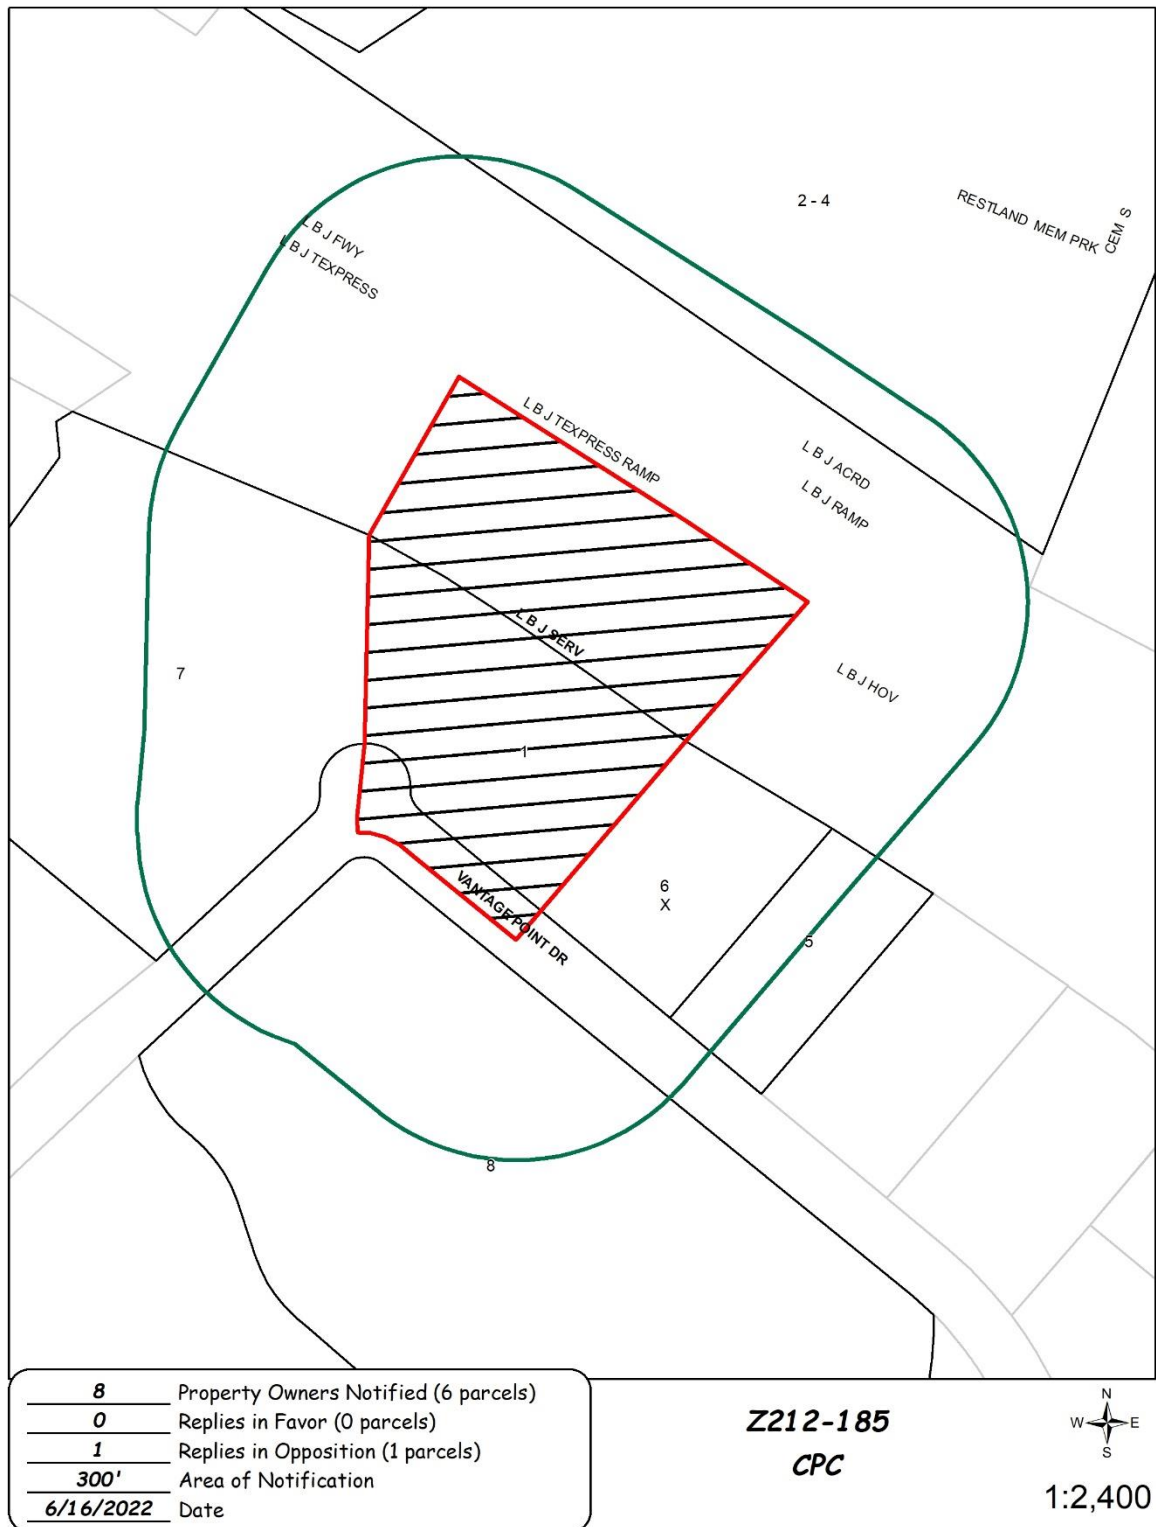 2 - 4
RESTLAND MEM PRK
CEM S
L B J FWY
L B J TEXPRESS
L B J TEXPRESS RAMP
L B J ACRD
L B J RAMP
L B J SERV
L B J HOV
7
1
6
X
5
VANTAGE POINT DR
8
8 Property Owners Notified (6 parcels)
0 Replies in Favor (0 parcels)
1 Replies in Opposition (1 parcels)
300' Area of Notification
6/16/2022 Date
Z212-185
CPC
N
W E
S
1:2,400